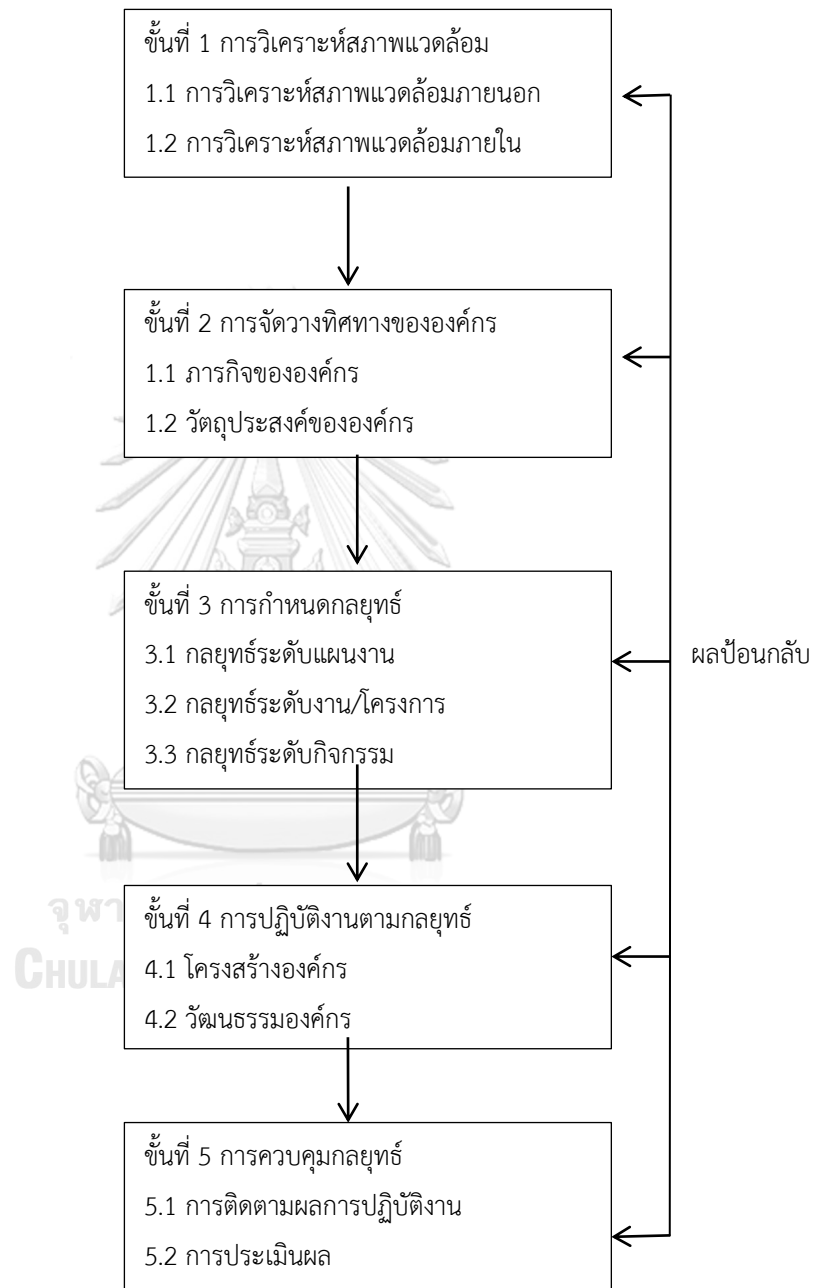 ขั้นที่ 1 การวิเคราะห์สภาพแวดล้อม
1.1 การวิเคราะห์สภาพแวดล้อมภายนอก
1.2 การวิเคราะห์สภาพแวดล้อมภายใน
ขั้นที่ 2 การจัดวางทิศทางขององค์กร
1.1 ภารกิจขององค์กร
1.2 วัตถุประสงค์ขององค์กร
ขั้นที่ 3 การกำหนดกลยุทธ์
3.1 กลยุทธ์ระดับแผนงาน
3.2 กลยุทธ์ระดับงาน/โครงการ
3.3 กลยุทธ์ระดับกิจกรรม
ผลป้อนกลับ
ขั้นที่ 4 การปฏิบัติงานตามกลยุทธ์
4.1 โครงสร้างองค์กร
4.2 วัฒนธรรมองค์กร
จุฬา
CHULA
ขั้นที่ 5 การควบคุมกลยุทธ์
5.1 การติดตามผลการปฏิบัติงาน
5.2 การประเมินผล